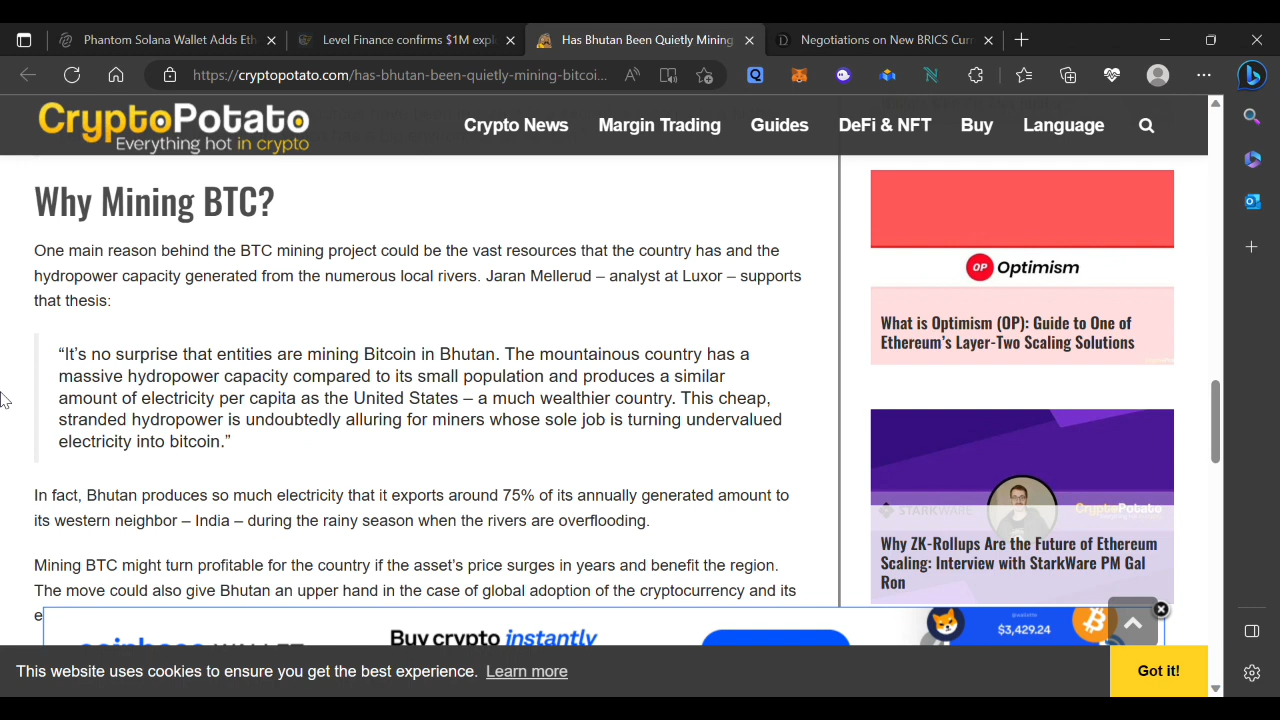 Phantom Solana Wallet Adds Eth
Level Finance confirms $1M expl
Has Bhutan Been Quietly Mining
Negotiations on New BRICS Curr
https://cryptopotato.com/has-bhutan-been-quietly-mining-bitcoi...
CryptoPotato
Everything hot in crypto
Crypto News
Margin Trading
Guides
DeFi & NFT
Buy
Language
Why Mining BTC?
One main reason behind the BTC mining project could be the vast resources that the country has and the
hydropower capacity generated from the numerous local rivers. Jaran Mellerud – analyst at Luxor – supports
that thesis:
“It’s no surprise that entities are mining Bitcoin in Bhutan. The mountainous country has a
massive hydropower capacity compared to its small population and produces a similar
amount of electricity per capita as the United States – a much wealthier country. This cheap,
stranded hydropower is undoubtedly alluring for miners whose sole job is turning undervalued
electricity into bitcoin.”
In fact, Bhutan produces so much electricity that it exports around 75% of its annually generated amount to
its western neighbor – India – during the rainy season when the rivers are overflooding.
Mining BTC might turn profitable for the country if the asset’s price surges in years and benefit the region.
The move could also give Bhutan an upper hand in the case of global adoption of the cryptocurrency and its
OP Optimism
What is Optimism (OP): Guide to One of
Ethereum’s Layer-Two Scaling Solutions
STARKWARE
CryptoPotato
Why ZK-Rollups Are the Future of Ethereum
Scaling: Interview with StarkWare PM Gal
Ron
coinbase WALLET
Buy crypto instantly
$3,429.24
This website uses cookies to ensure you get the best experience. Learn more
Got it!